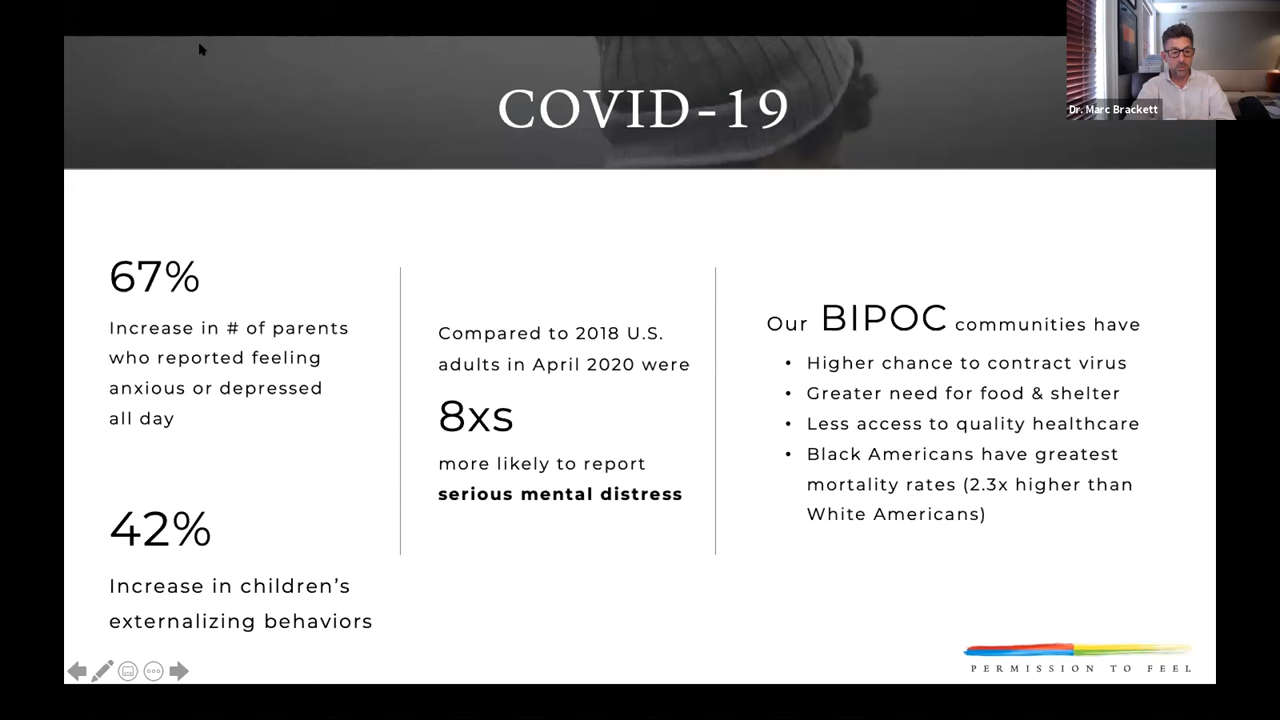 COVID-19
Dr. Marc Brackett
67%
Increase in # of parents
who reported feeling
anxious or depressed
all day
42%
Increase in children’s
externalizing behaviors
Compared to 2018 U.S.
adults in April 2020 were
8xs
more likely to report
serious mental distress
Our BIPOC communities have
• Higher chance to contract virus
• Greater need for food & shelter
• Less access to quality healthcare
• Black Americans have greatest
mortality rates (2.3x higher than
White Americans)
PERMISSION TO FEEL